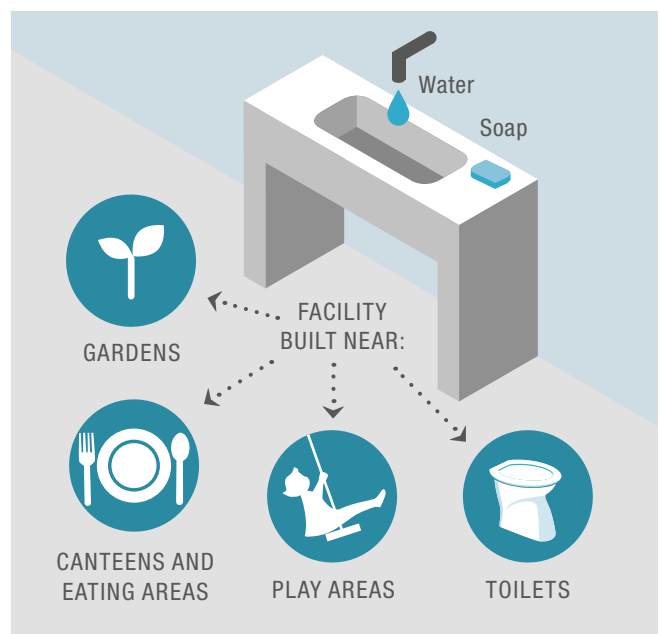 Water
Soap
FACILITY
BUILT NEAR:
GARDENS
CANTEENS AND
EATING AREAS
PLAY AREAS
TOILETS